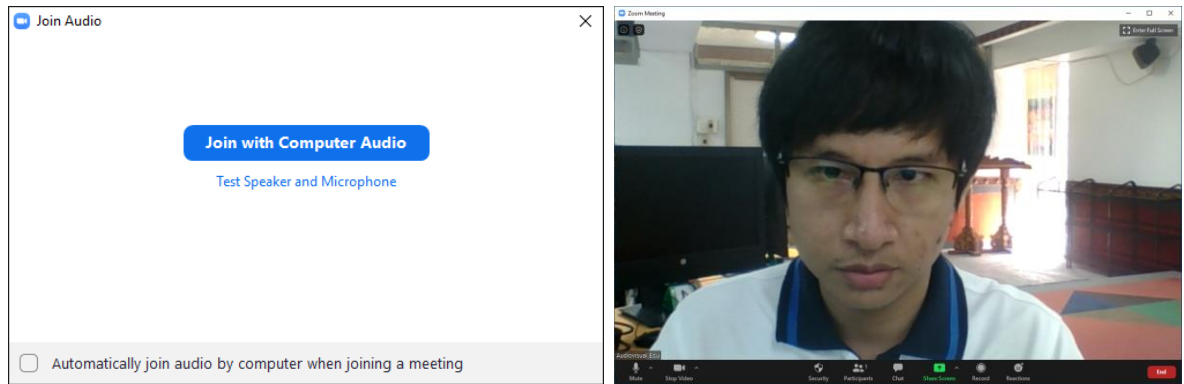 Join Audio
Join with Computer Audio
Test Speaker and Microphone
Automatically join audio by computer when joining a meeting
Zoom Meeting
Enter Full Screen
Audiovisual Edu
Mute
Stop Video
Security
Participants
Chat
Share Screen
Record
Reactions
End